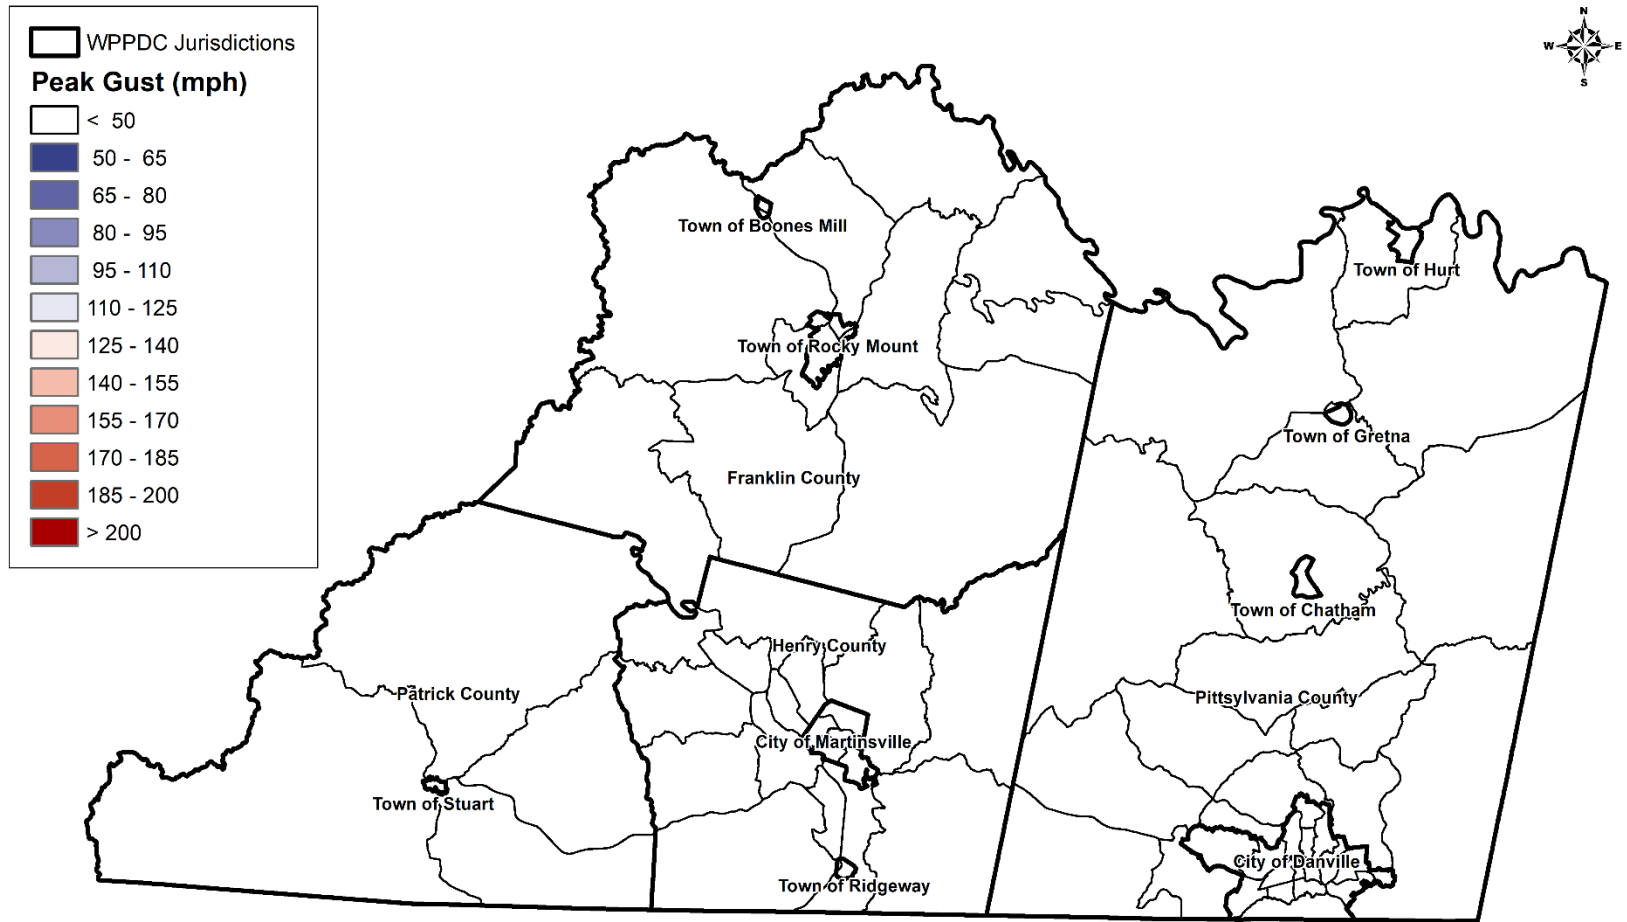 WPPDC Jurisdictions
Peak Gust (mph)
< 50
50 - 65
65 - 80
80 - 95
95 - 110
110 - 125
125 - 140
140 - 155
155 - 170
170 - 185
185 - 200
> 200
N
W E
S
Town of Boones Mill
Town of Hurt
Town of Rocky Mount
Town of Gretna
Franklin County
Town of Chatham
Henry County
Patrick County
Pittsylvania County
City of Martinsville
Town of Stuart
City of Danville
Town of Ridgeway